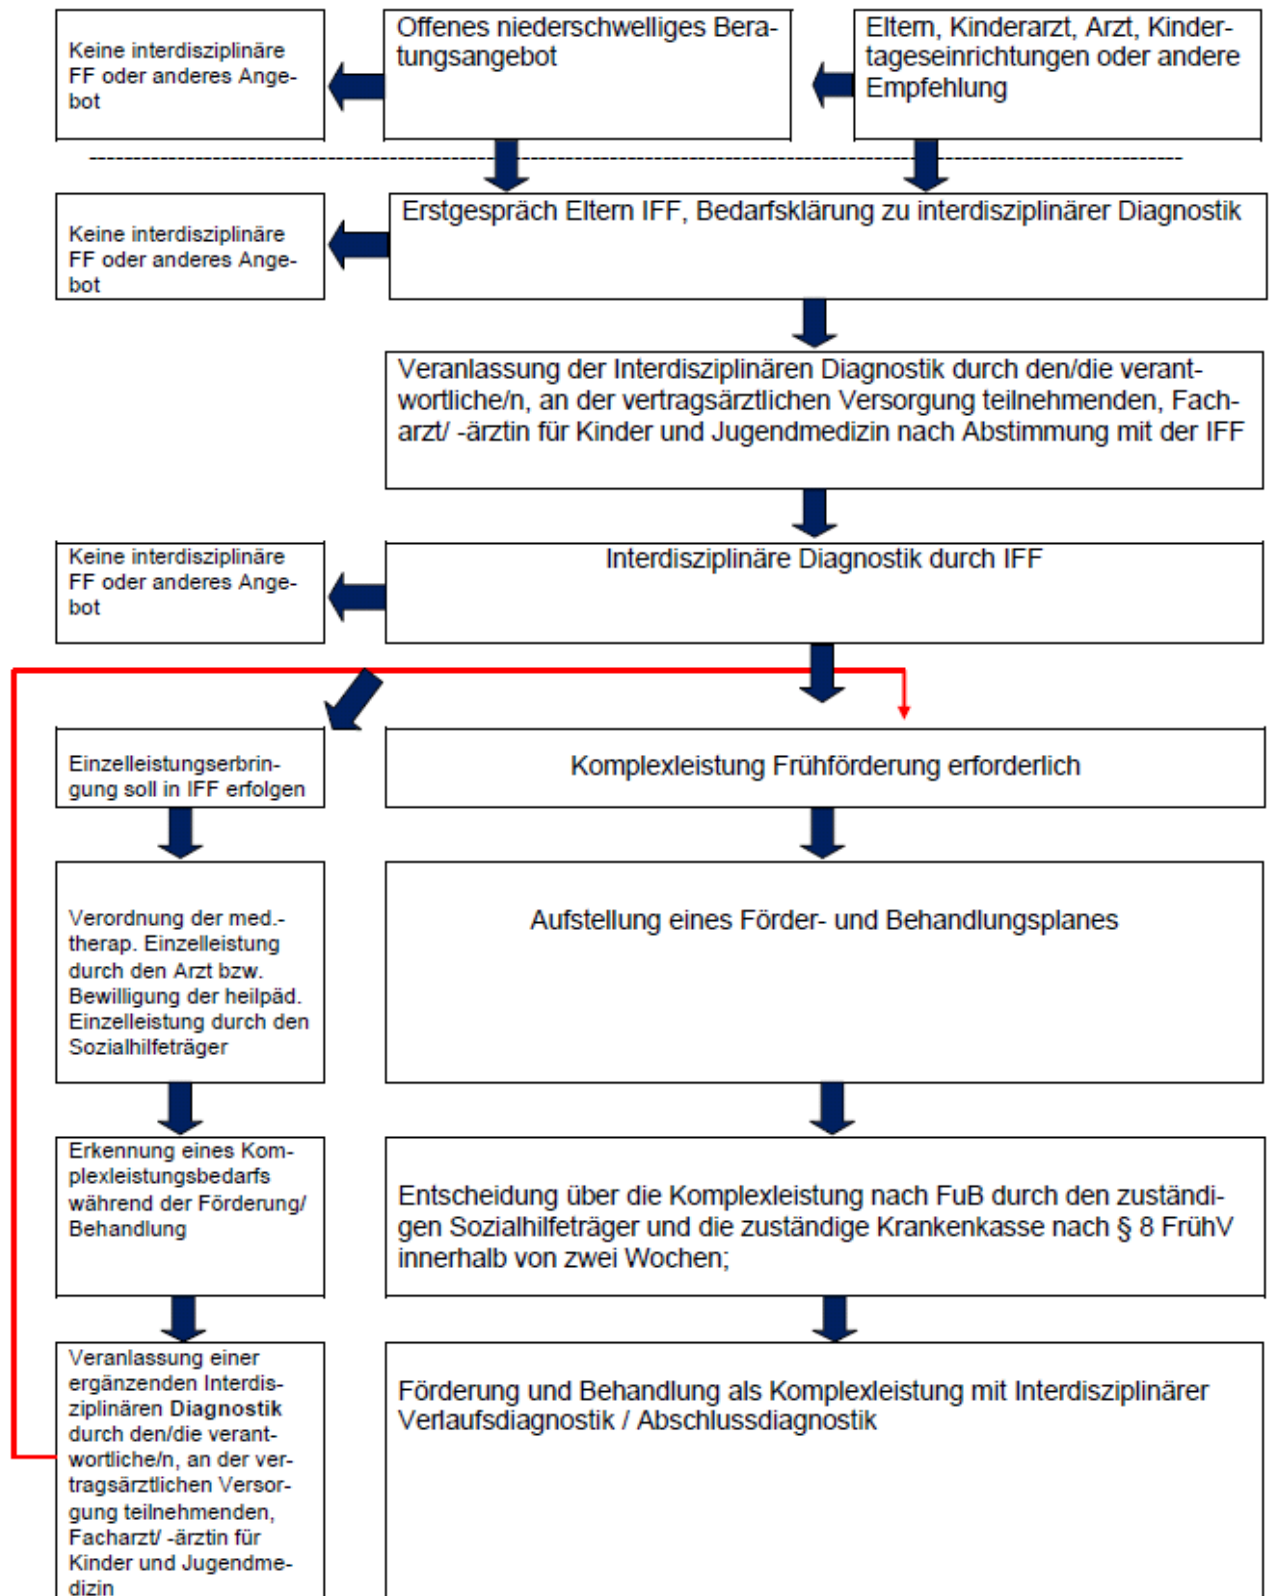 Keine interdisziplinäre
FF oder anderes Ange-
bot
Offenes niederschwelliges Bera-
tungsangebot
Eltern, Kinderarzt, Arzt, Kinder-
tageseinrichtungen oder andere
Empfehlung
Keine interdisziplinäre
FF oder anderes Ange-
bot
Erstgespräch Eltern IFF, Bedarfsklärung zu interdisziplinärer Diagnostik
Veranlassung der Interdisziplinären Diagnostik durch den/die verant-
wortliche/n, an der vertragsärztlichen Versorgung teilnehmenden, Fach-
arzt/ -ärztin für Kinder und Jugendmedizin nach Abstimmung mit der IFF
Keine interdisziplinäre
FF oder anderes Ange-
bot
Interdisziplinäre Diagnostik durch IFF
Einzelleistungserbrin-
gung soll in IFF erfolgen
Komplexleistung Frühförderung erforderlich
Verordnung der med.-
therap. Einzelleistung
durch den Arzt bzw.
Bewilligung der heilpäd.
Einzelleistung durch den
Sozialhilfeträger
Aufstellung eines Förder- und Behandlungsplanes
Erkennung eines Kom-
plexleistungsbedarfs
während der Förderung/
Behandlung
Entscheidung über die Komplexleistung nach FuB durch den zuständi-
gen Sozialhilfeträger und die zuständige Krankenkasse nach § 8 FrühV
innerhalb von zwei Wochen;
Veranlassung einer
ergänzenden Interdis-
ziplinären Diagnostik
durch den/die verant-
wortliche/n, an der ver-
tragsärztlichen Versor-
gung teilnehmenden,
Facharzt/ -ärztin für
Kinder und Jugendme-
dizin
Förderung und Behandlung als Komplexleistung mit Interdisziplinärer
Verlaufsdiagnostik / Abschlussdiagnostik